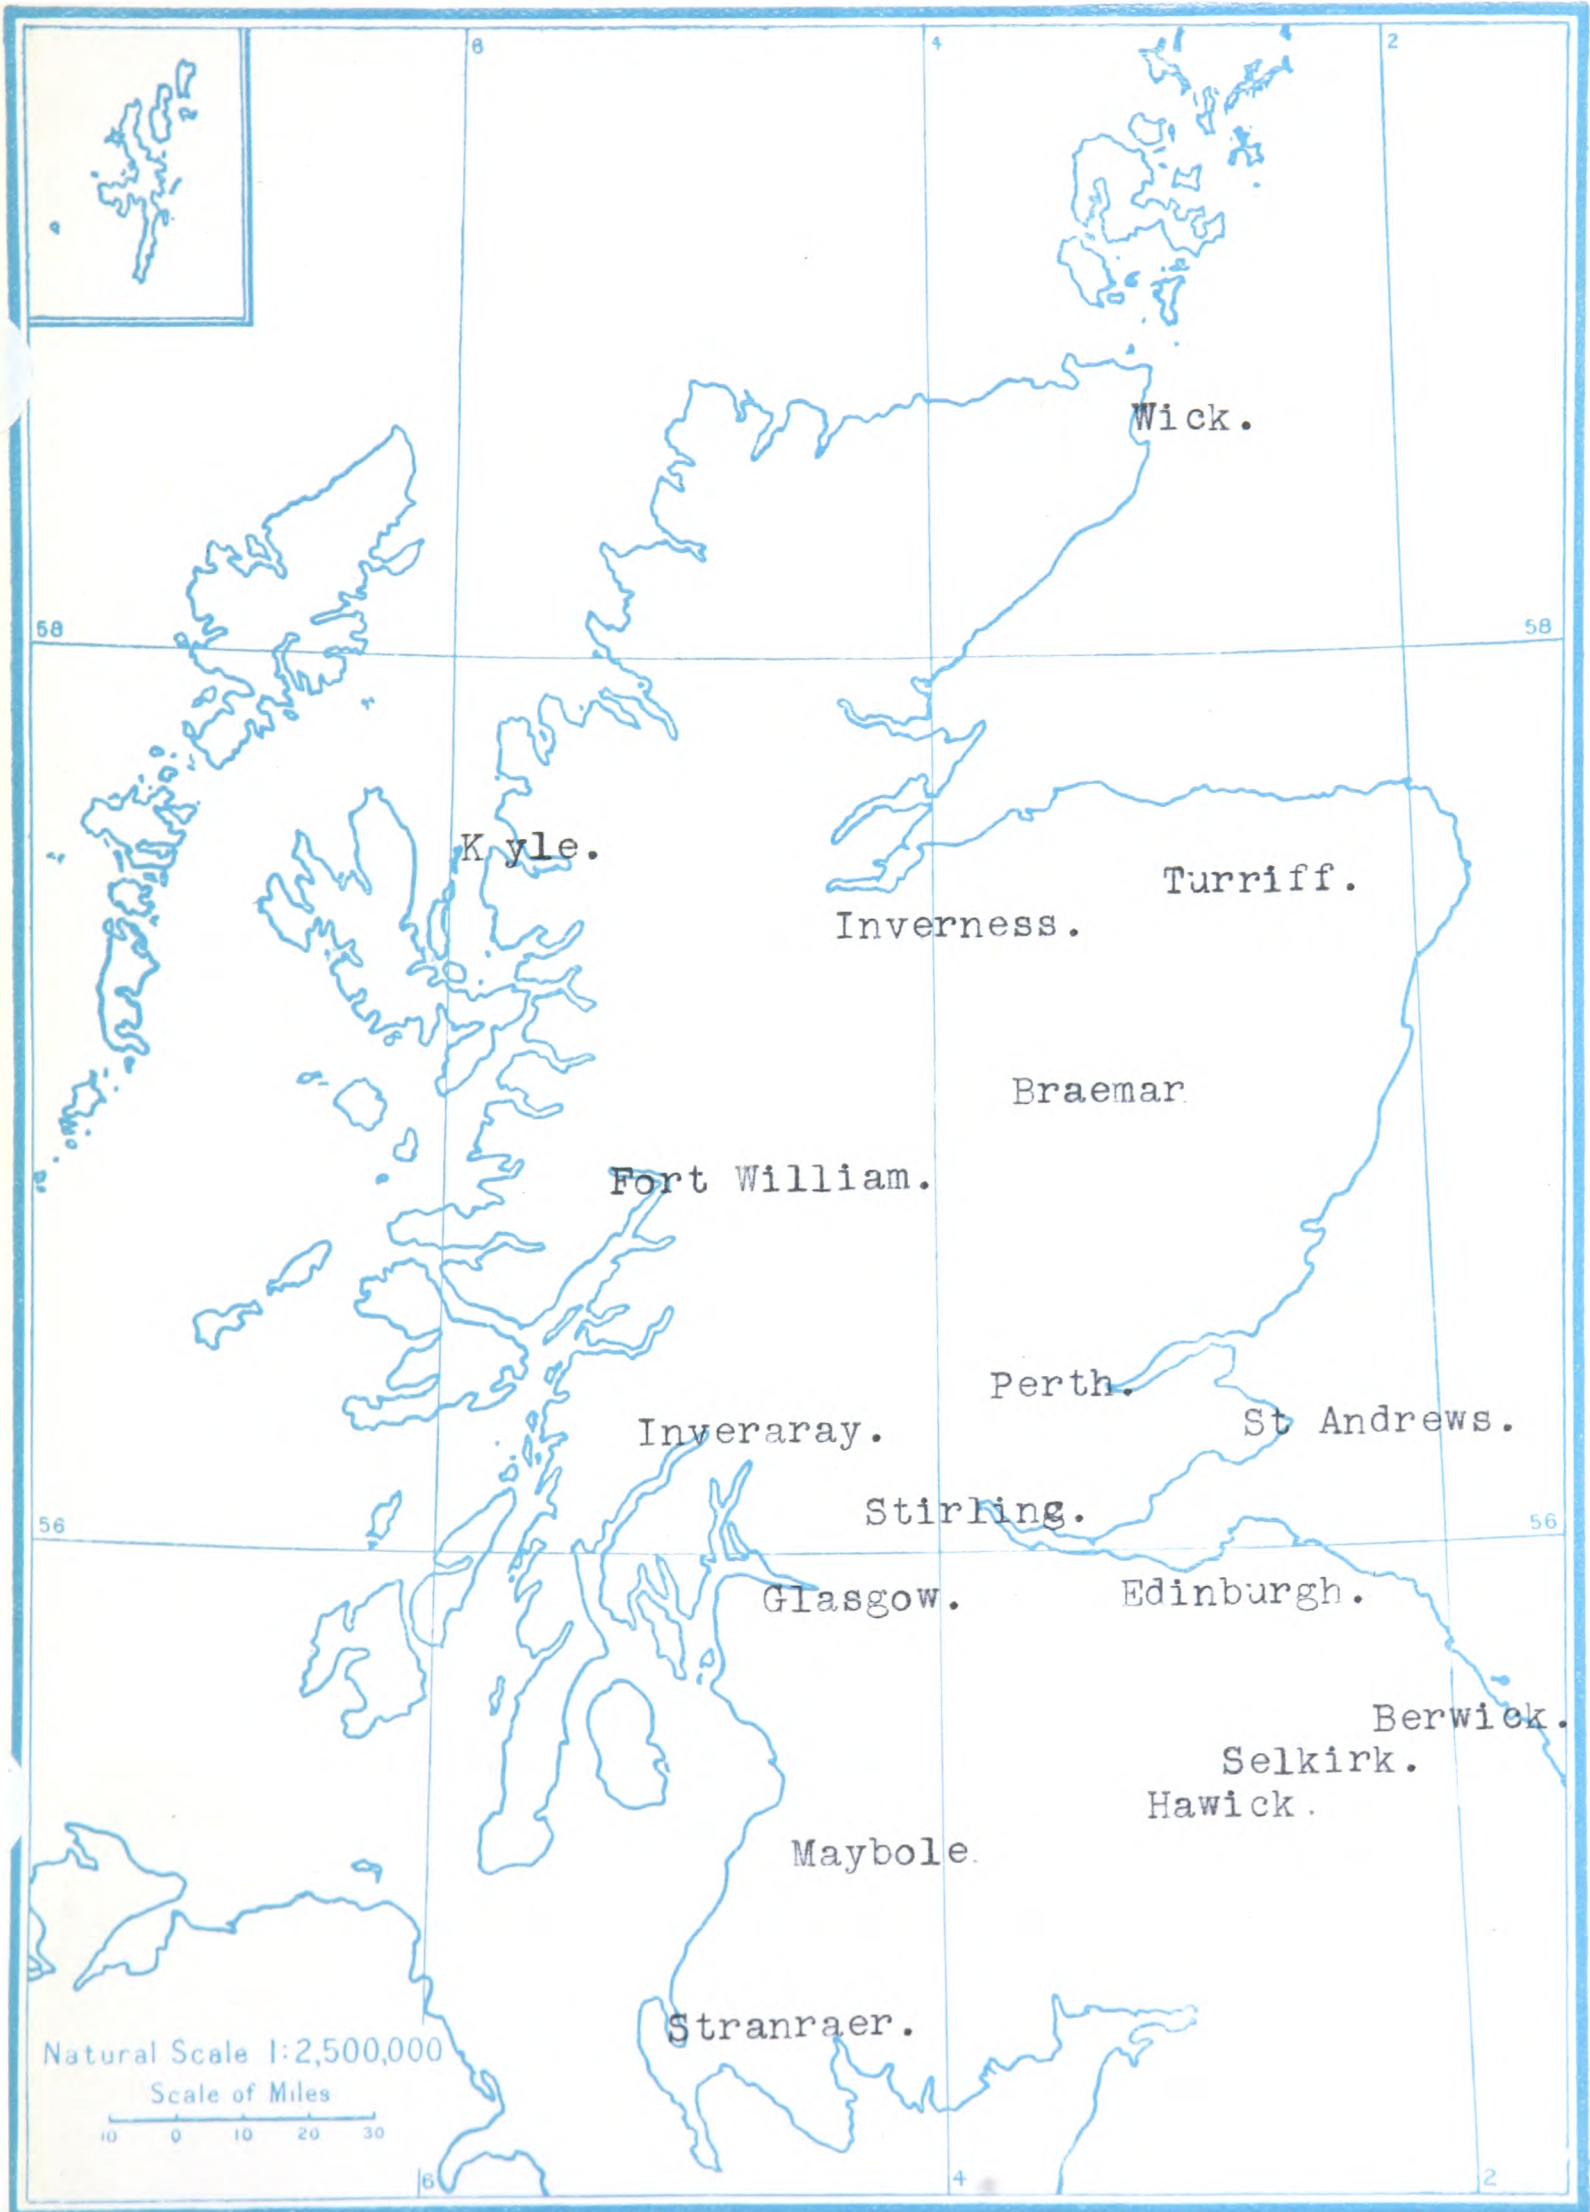 6 4 2
Wick.
58 58
K yle.
Turriff.
Inverness.
Braemar
Fort William.
Perth.
St Andrews.
Inveraray.
Stirling.
56 56
Glasgow.
Edinburgh.
Berwick.
Selkirk.
Hawick.
Maybole.
Stranraer.
Natural Scale 1:2,500,000
Scale of Miles
10 0 10 20 30
6 4 2